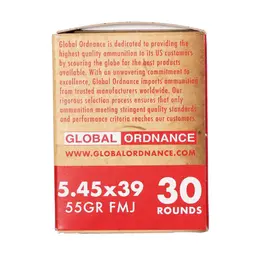 Global Ordnance is dedicated to providing the
highest quality ammunition to its US customers
by scouring the globe for the best products
available. With an unwavering commitment to
excellence, Global Ordnance imports ammunition
from trusted manufacturers worldwide. Our
rigorous selection process ensures that only
ammunition meeting stringent quality standards
and performance criteria reaches our customers
GLOBAL ORDNANCE
WWW.GLOBALORDNANCE.COM
5.45x39
55GR FMJ
30
ROUNDS